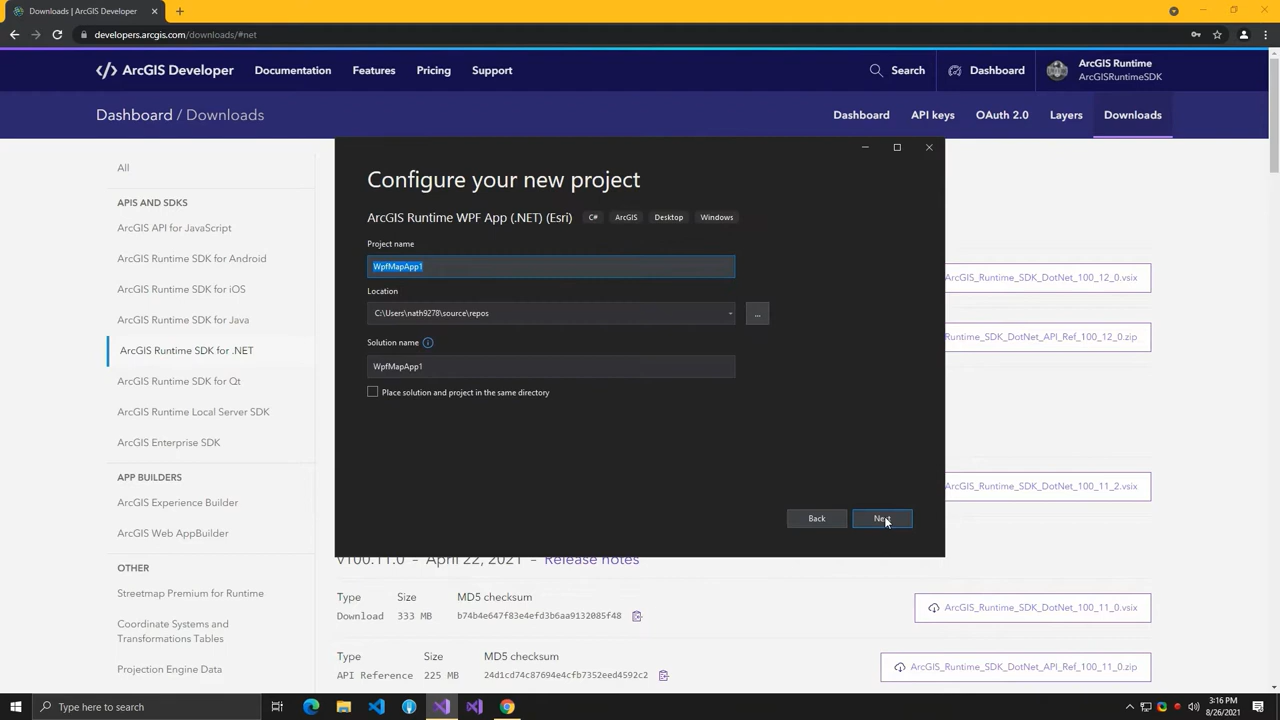 Downloads | ArcGIS Developer
developers.arcgis.com/downloads/#net
ArcGIS Developer
Documentation
Features
Pricing
Support
Search
Dashboard
ArcGIS Runtime
ArcGISRuntimeSDK
Dashboard / Downloads
Dashboard
API keys
OAuth 2.0
Layers
Downloads
All
APIS AND SDKS
ArcGIS API for JavaScript
ArcGIS Runtime SDK for Android
ArcGIS Runtime SDK for iOS
ArcGIS Runtime SDK for Java
ArcGIS Runtime SDK for .NET
ArcGIS Runtime SDK for Qt
ArcGIS Runtime Local Server SDK
ArcGIS Enterprise SDK
APP BUILDERS
ArcGIS Experience Builder
ArcGIS Web AppBuilder
OTHER
Streetmap Premium for Runtime
Coordinate Systems and
Transformations Tables
Projection Engine Data
Configure your new project
ArcGIS Runtime WPF App (.NET) (Esri)
C#
ArcGIS
Desktop
Windows
Project name
WpfMapApp1
Location
C:\Users\nath9278\source\repos
...
Solution name
WpfMapApp1
Place solution and project in the same directory
Back
Next
ArcGIS_Runtime_SDK_DotNet_100_12_0.vsix
Runtime_SDK_DotNet_API_Ref_100_12_0.zip
ArcGIS_Runtime_SDK_DotNet_100_11_2.vsix
v100.11.0 - April 22, 2021 - Release notes
Type Size MD5 checksum
Download 333 MB b74b4e647f83e4efd3b6aa9132085f48
ArcGIS_Runtime_SDK_DotNet_100_11_0.vsix
Type Size MD5 checksum
API Reference 225 MB 24d1cd74c87694e4cfb7352eed4592c2
ArcGIS_Runtime_SDK_DotNet_API_Ref_100_11_0.zip
Type here to search
3:16 PM
8/26/2021